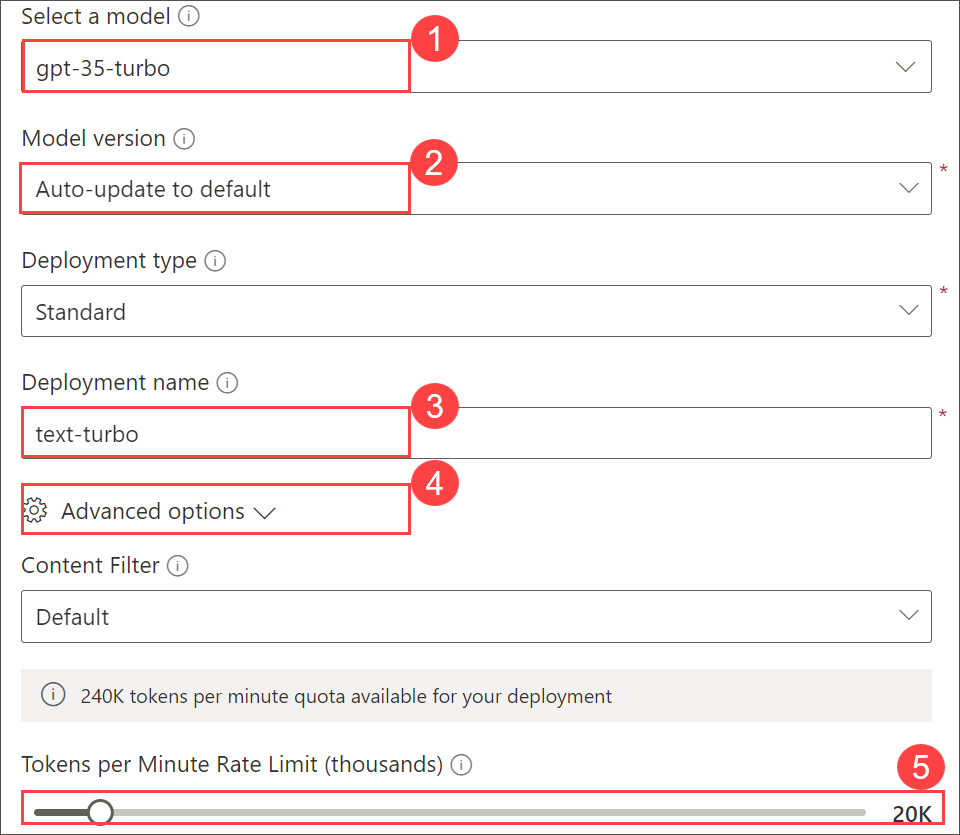 Select a model
1
gpt-35-turbo
Model version
2
Auto-update to default
*
Deployment type
Standard
*
Deployment name
3
text-turbo
*
4
Advanced options
Content Filter
Default
240K tokens per minute quota available for your deployment
Tokens per Minute Rate Limit (thousands)
5
20K